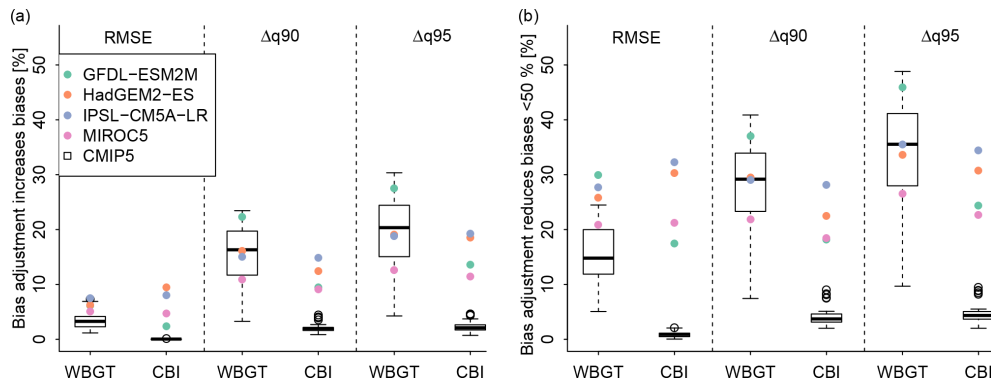 (a)
RMSE
Δq90
Δq95
Bias adjustment increases biases [%]
50
40
30
20
10
0
GFDL−ESM2M
HadGEM2−ES
IPSL−CM5A−LR
MIROC5
CMIP5
WBGT CBI WBGT CBI WBGT CBI
(b)
RMSE
Δq90
Δq95
Bias adjustment reduces biases <50 % [%]
50
40
30
20
10
0
WBGT CBI WBGT CBI WBGT CBI